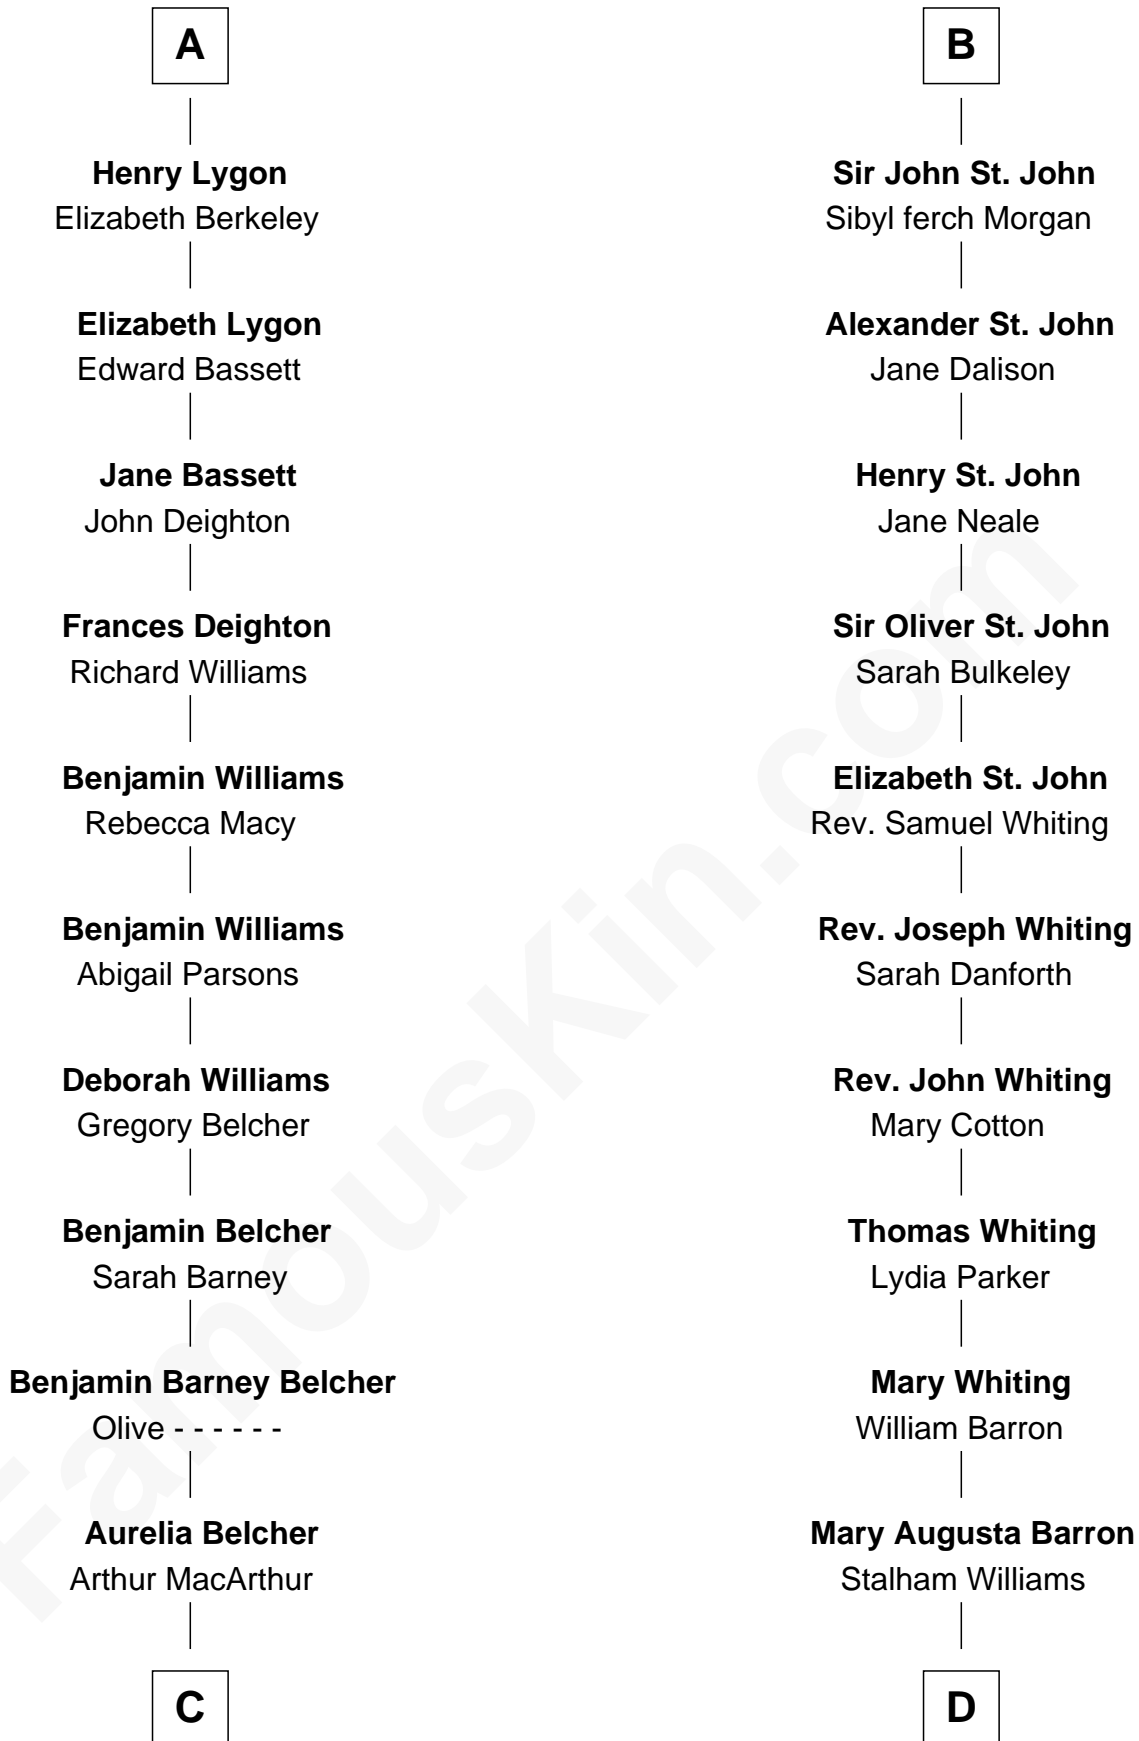 A
Henry Lygon
Elizabeth Berkeley
Elizabeth Lygon
Edward Bassett
Jane Bassett
John Deighton
Frances Deighton
Richard Williams
Benjamin Williams
Rebecca Macy
Benjamin Williams
Abigail Parsons
Deborah Williams
Gregory Belcher
Benjamin Belcher
Sarah Barney
Benjamin Barney Belcher
Olive - - - - - -
Aurelia Belcher
Arthur MacArthur
C
B
Sir John St. John
Sibyl ferch Morgan
Alexander St. John
Jane Dalison
Henry St. John
Jane Neale
Sir Oliver St. John
Sarah Bulkeley
Elizabeth St. John
Rev. Samuel Whiting
Rev. Joseph Whiting
Sarah Danforth
Rev. John Whiting
Mary Cotton
Thomas Whiting
Lydia Parker
Mary Whiting
William Barron
Mary Augusta Barron
Stalham Williams
D
FamousKin.com